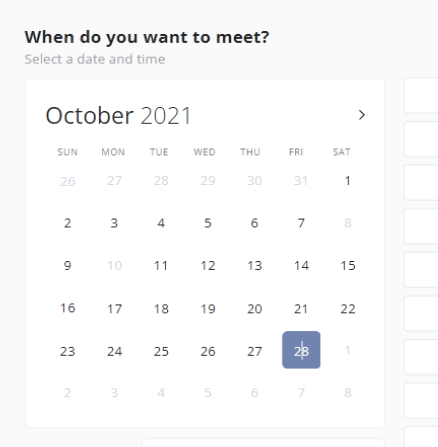 When do you want to meet?
Select a date and time
October 2021
SUN MON TUE WED THU FRI SAT
26 27 28 29 30 31 1
2 3 4 5 6 7 8
9 10 11 12 13 14 15
16 17 18 19 20 21 22
23 24 25 26 27 28 1
2 3 4 5 6 7 8